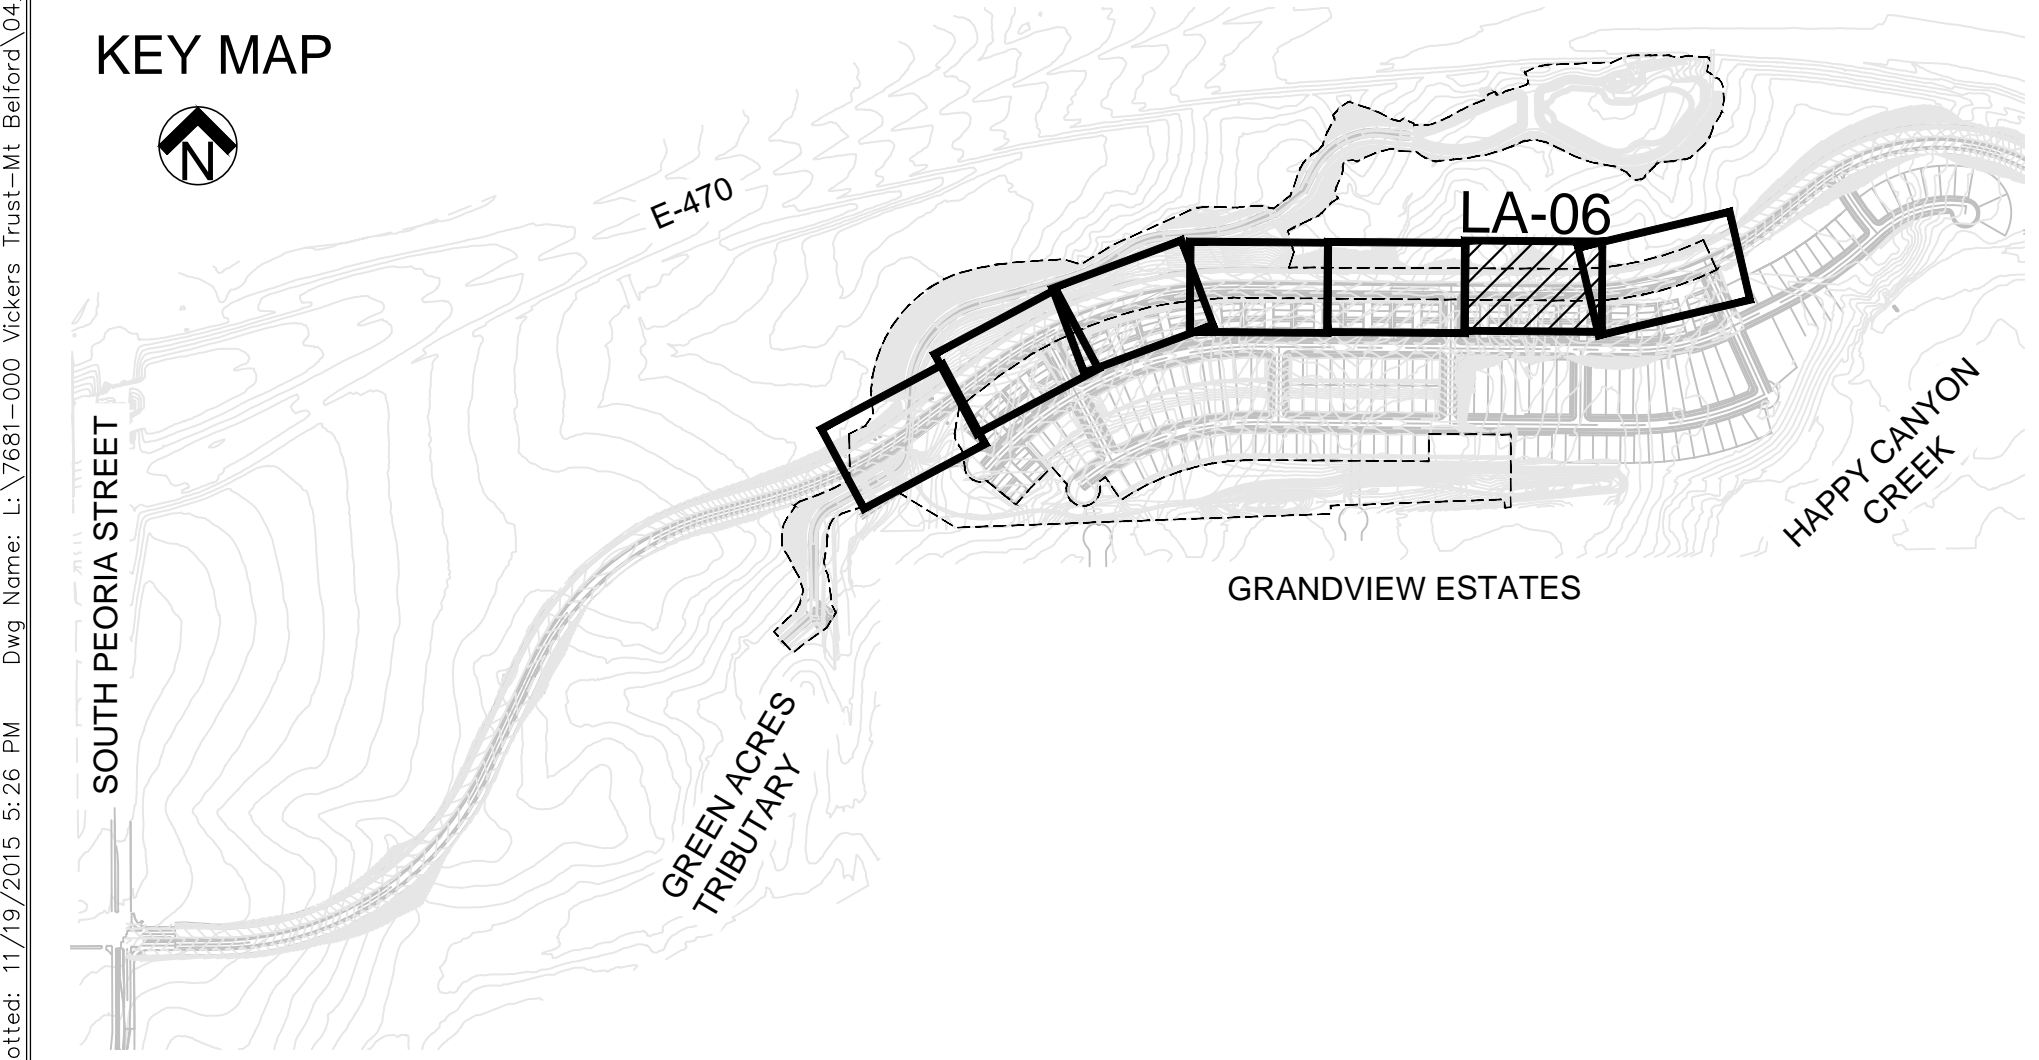 KEY MAP
N
E-470
LA-06
SOUTH PEORIA STREET
HAPPY CANYON
CREEK
GRANDVIEW ESTATES
GREEN ACRES
TRIBUTARY
otted: 11/19/2015 5:26 PM Dwg Name: L:\7681-000 Vickers Trust-Mt Belford\04